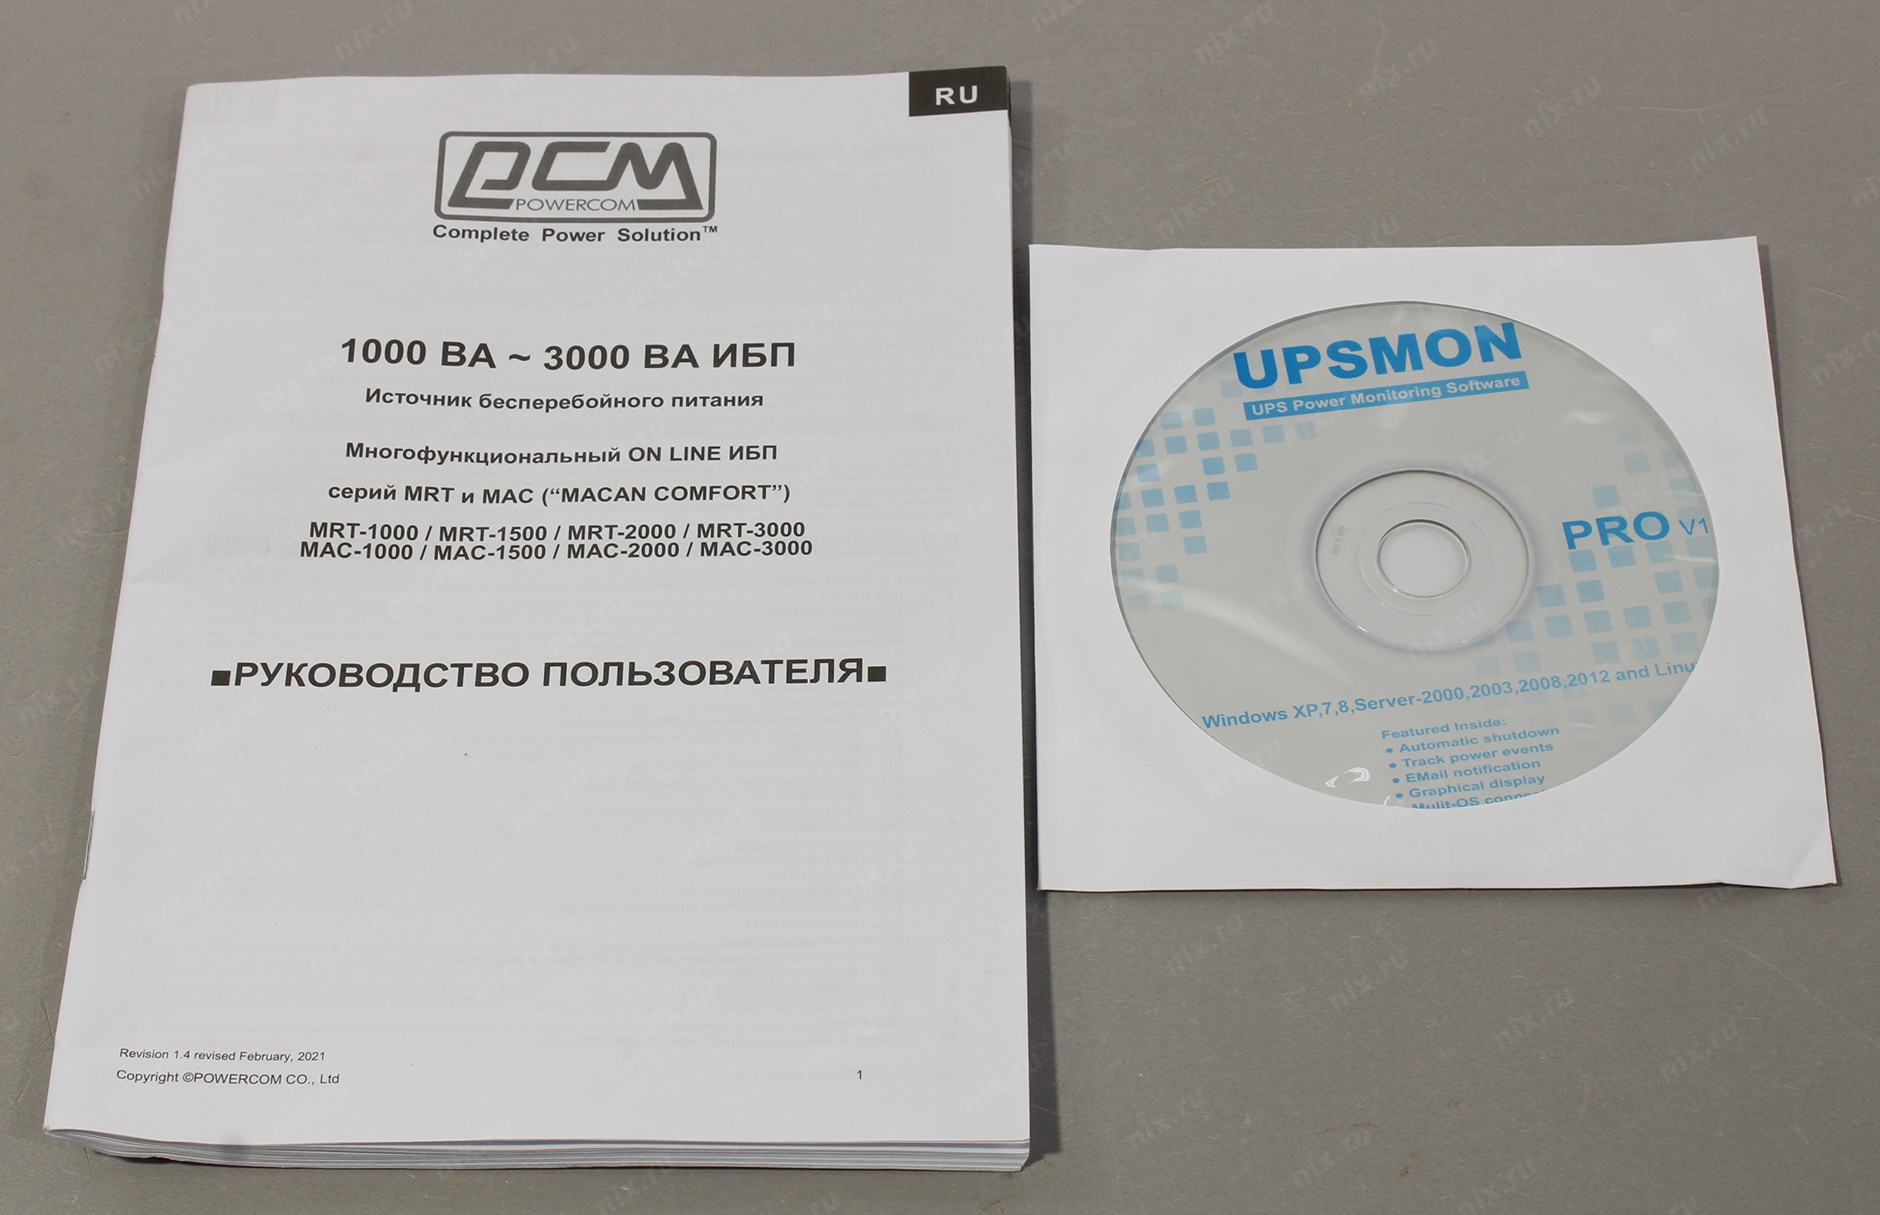 RU
PCM
POWERCOM
Complete Power Solution™
1000 ВА ~ 3000 ВА ИБП
Источник бесперебойного питания
Многофункциональный ON LINE ИБП
серий MRT и MAC (“MACAN COMFORT”)
MRT-1000 / MRT-1500 / MRT-2000 / MRT-3000
MAC-1000 / MAC-1500 / MAC-2000 / MAC-3000
■РУКОВОДСТВО ПОЛЬЗОВАТЕЛЯ■
Revision 1.4 revised February, 2021
Copyright ©POWERCOM CO., Ltd
1
UPSMON
UPS Power Monitoring Software
PRO V1
Windows XP,7,8,Server-2000,2003,2008,2012 and Linu
Featured Inside:
● Automatic shutdown
● Track power events
● EMail notification
● Graphical display
Mulit-OS
nix.ru